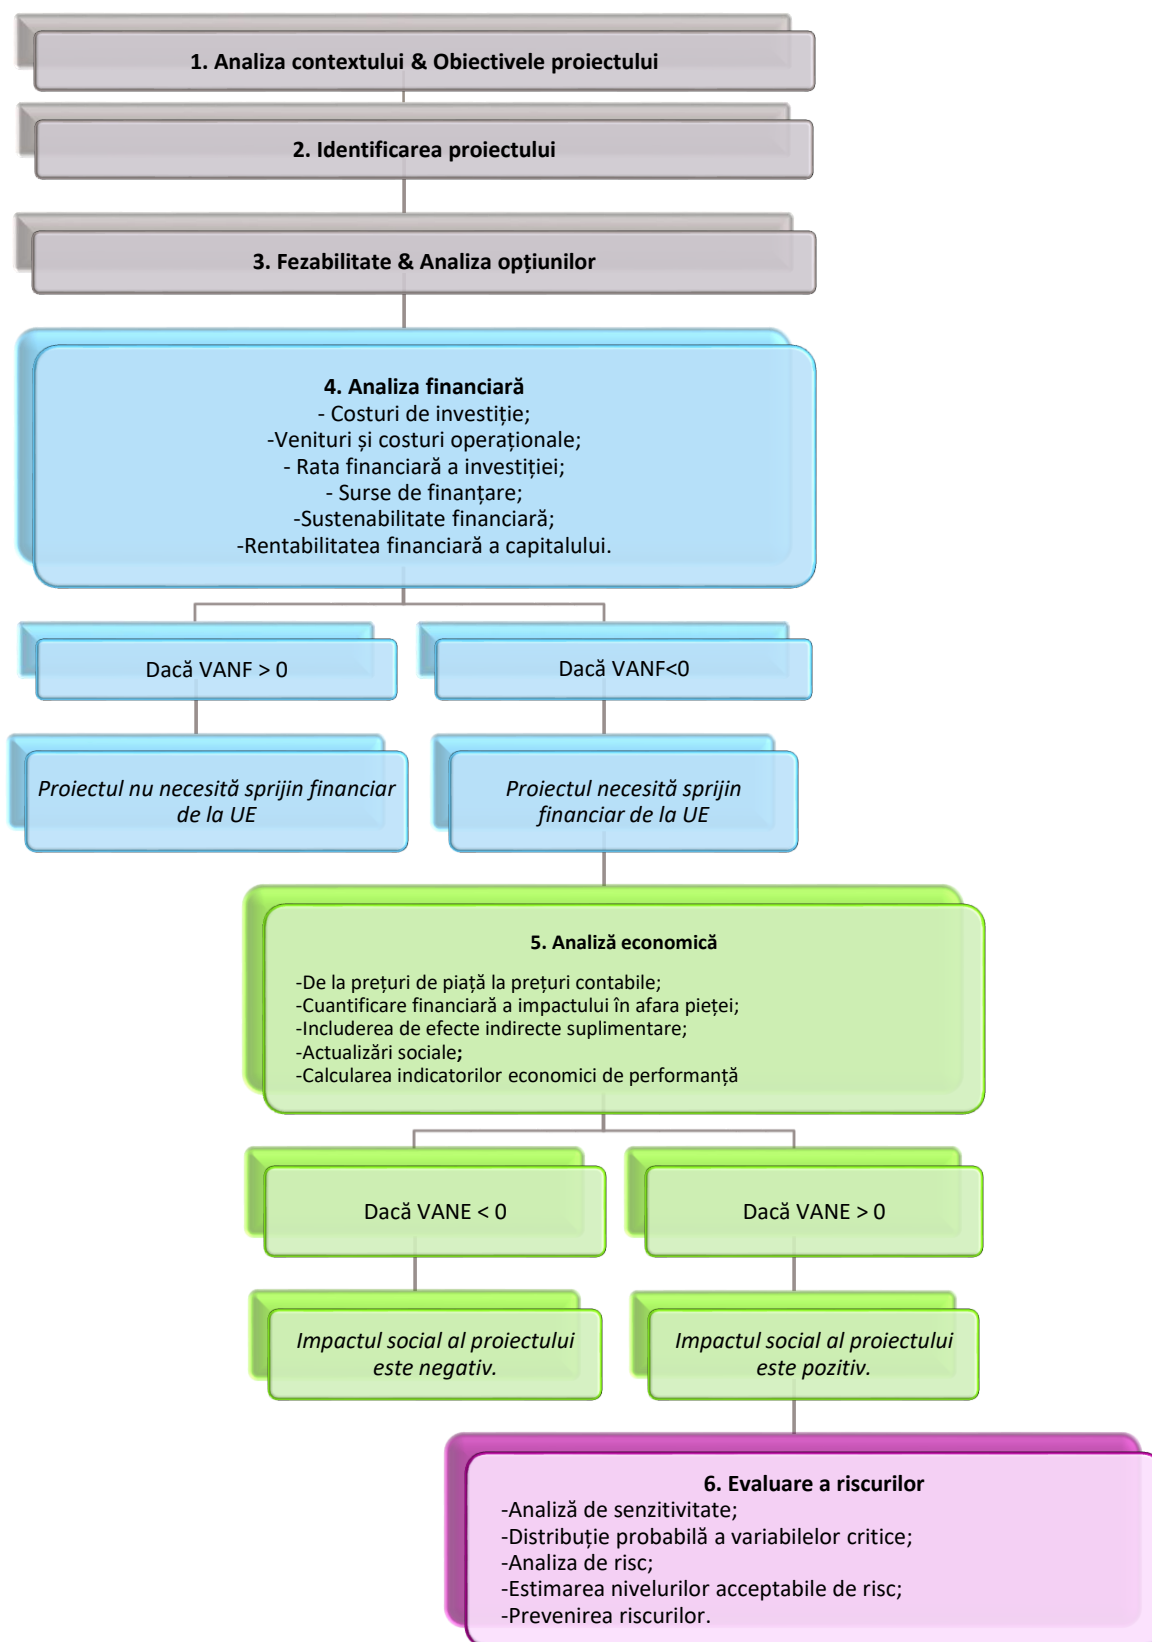 1. Analiza contextului & Obiectivele proiectului
2. Identificarea proiectului
3. Fezabilitate & Analiza opțiunilor
4. Analiza financiară
- Costuri de investiție;
-Venituri și costuri operaționale;
- Rata financiară a investiției;
- Surse de finanțare;
-Sustenabilitate financiară;
-Rentabilitatea financiară a capitalului.
Dacă VANF > 0
Dacă VANF<0
Proiectul nu necesită sprijin financiar
de la UE
Proiectul necesită sprijin
financiar de la UE
5. Analiză economică
-De la prețuri de piață la prețuri contabile;
-Cuantificare financiară a impactului în afara pieței;
-Includerea de efecte indirecte suplimentare;
-Actualizări sociale;
-Calcularea indicatorilor economici de performanță
Dacă VANE < 0
Dacă VANE > 0
Impactul social al proiectului
este negativ.
Impactul social al proiectului
este pozitiv.
6. Evaluare a riscurilor
-Analiză de senzitivitate;
-Distribuție probabilă a variabilelor critice;
-Analiza de risc;
-Estimarea nivelurilor acceptabile de risc;
-Prevenirea riscurilor.